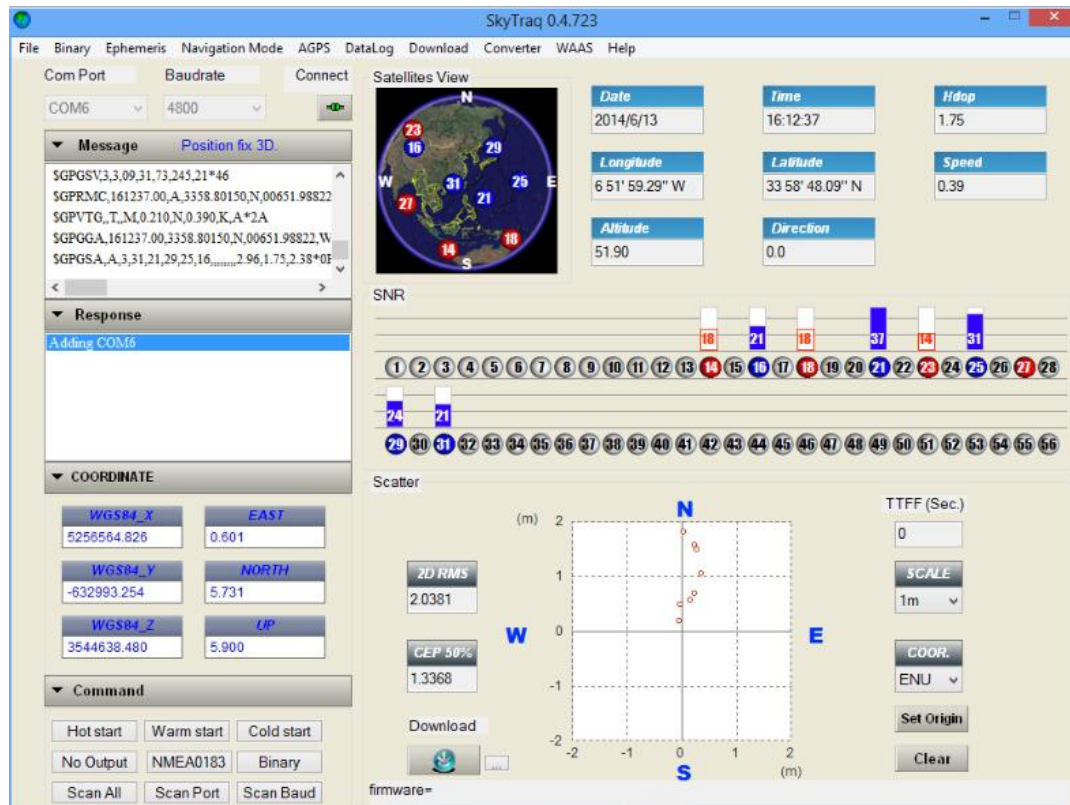 SkyTraq 0.4.723
File Binary Ephemeris Navigation Mode AGPS DataLog Download Converter WAAS Help
Com Port Baudrate Connect
COM6 4800
Message Position fix 3D.
$GPGSV,3,3,09,31,73,245,21*46
$GPRMC,161237.00,A,3358.80150,N,00651.98822
$GPVTG,,T,,M,0.210,N,0.390,K,A*2A
$GPGGA,161237.00,3358.80150,N,00651.98822,W
$GPGSA,A,3,31,21,29,25,16,,,,,,,,2.96,1.75,2.38*0
Response
Adding COM6
COORDINATE
WGS84_X EAST
5256564.826 0.601
WGS84_Y NORTH
-632993.254 5.731
WGS84_Z UP
3544638.480 5.900
Command
Hot start Warm start Cold start
No Output NMEA0183 Binary
Scan All Scan Port Scan Baud
Satellites View
N
23
16 29
W 31 25 E
27 21
14 18
S
Date Time Hdop
2014/6/13 16:12:37 1.75
Longitude Latitude Speed
6 51' 59.29" W 33 58' 48.09" N 0.39
Altitude Direction
51.90 0.0
SNR
18 21 18 37 14 31
1 2 3 4 5 6 7 8 9 10 11 12 13 14 15 16 17 18 19 20 21 22 23 24 25 26 27 28
24 21
29 30 31 32 33 34 35 36 37 38 39 40 41 42 43 44 45 46 47 48 49 50 51 52 53 54 55 56
Scatter
2D RMS
2.0381
CEP 50%
1.3368
Download
...
(m) 2
1
0
-1
-2
-2 -1 0 1 2
(m)
N
W E
S
TTFF (Sec.)
0
SCALE
1m
COOR.
ENU
Set Origin
Clear
firmware=